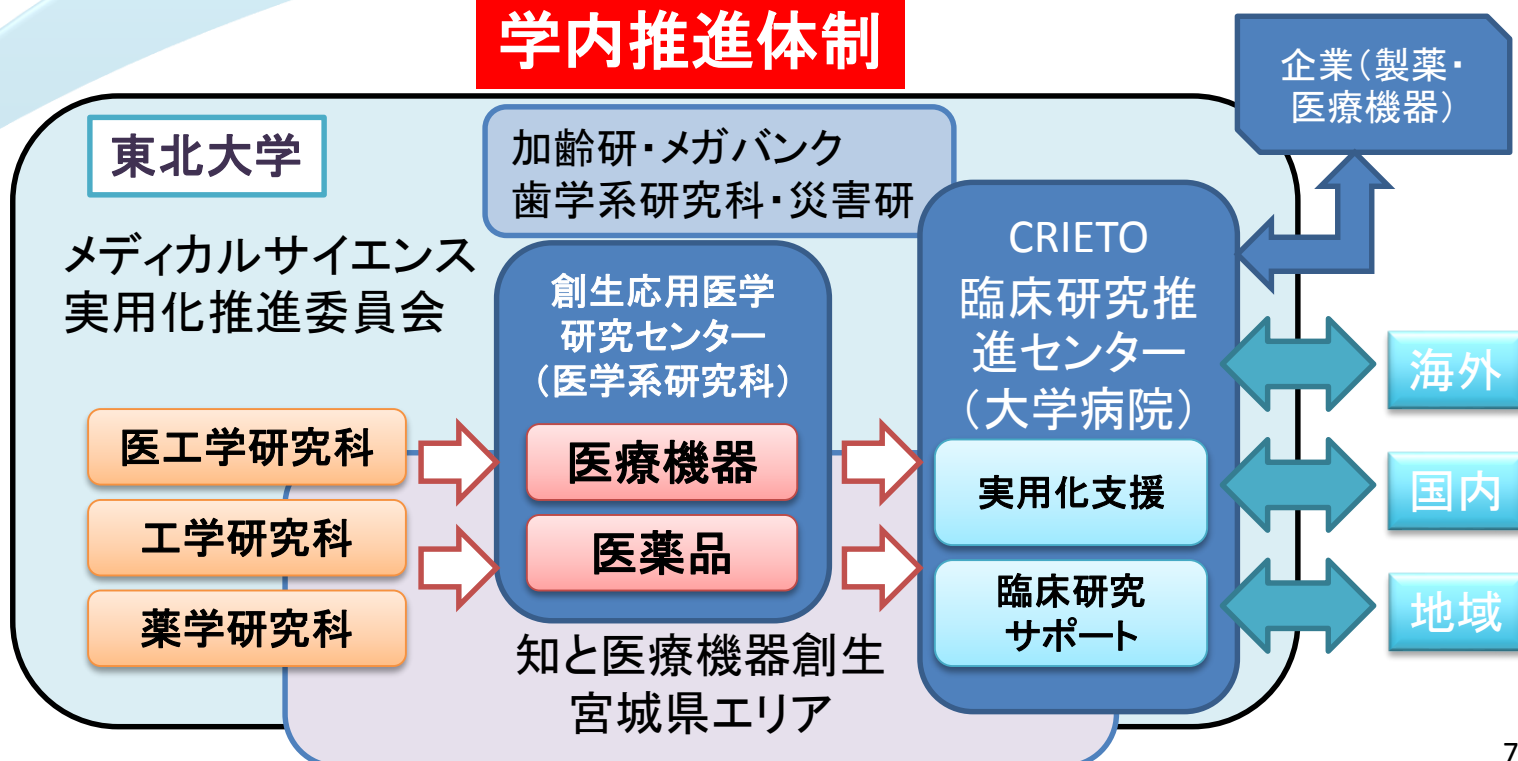 学内推進体制
企業(製薬・
医療機器)
東北大学
加齢研・メガバンク
歯学系研究科・災害研
メディカルサイエンス
実用化推進委員会
創生応用医学
研究センター
(医学系研究科)
CRIETO
臨床研究推
進センター
(大学病院)
医工学研究科
工学研究科
薬学研究科
医療機器
医薬品
実用化支援
臨床研究
サポート
海外
国内
地域
知と医療機器創生
宮城県エリア
7